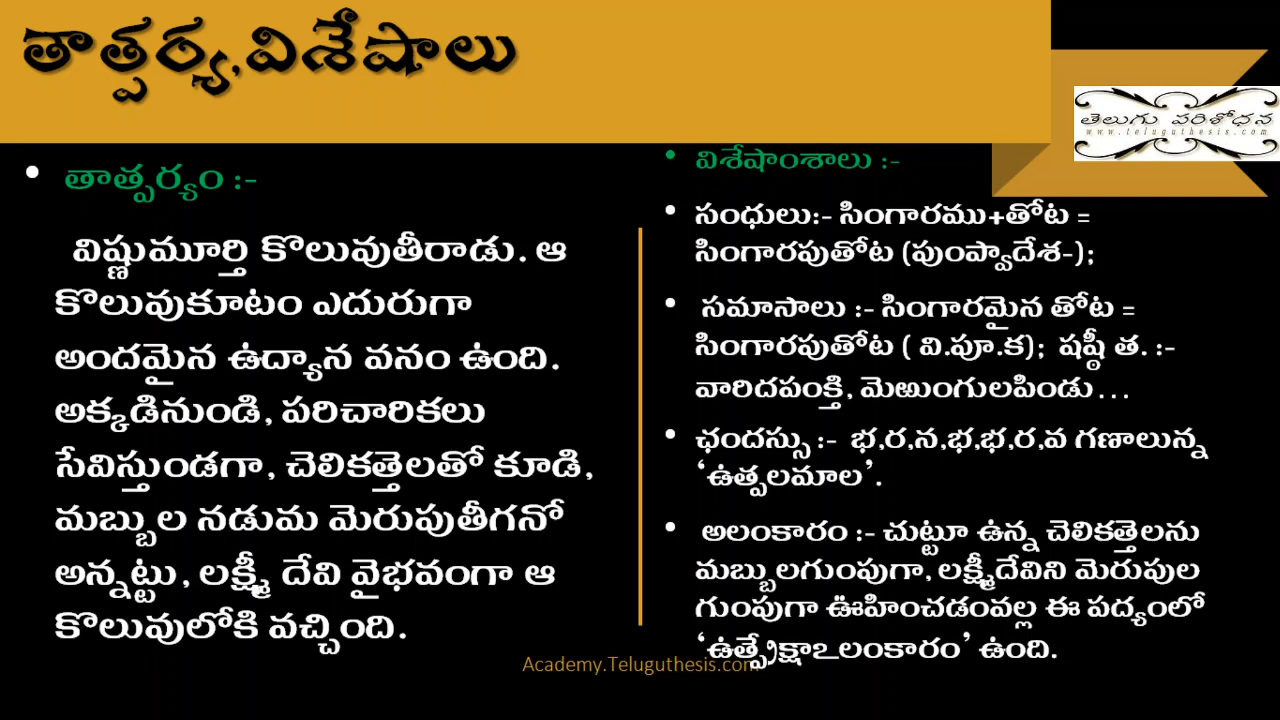 తాత్పర్య,విశేషాలు
తెలుగు పరిశోధన
www.teluguthesis.com
• తాత్పర్యం :-
విష్ణుమూర్తి కొలువుతీరాడు. ఆ
కొలువుకూటం ఎదురుగా
అందమైన ఉద్యాన వనం ఉంది.
అక్కడినుండి, పరిచారికలు
సేవిస్తుండగా, చెలికత్తెలతో కూడి,
మబ్బుల నడుమ మెరుపుతీగనో
అన్నట్టు, లక్ష్మీ దేవి వైభవంగా ఆ
కొలువులోకి వచ్చింది.
• విశేషాంశాలు :-
• సంధులు:- సింగారము+తోట =
సింగారపుతోట (పుంప్వాదేశ-);
• సమాసాలు :- సింగారమైన తోట =
సింగారపుతోట ( వి.పూ.క); షష్ఠీ త. :-
వారిదపంక్తి, మెఱుంగులపిండు...
• ఛందస్సు :- భ,ర,న,భ,భ,ర,వ గణాలున్న
‘ఉత్పలమాల’.
• అలంకారం :- చుట్టూ ఉన్న చెలికత్తెలను
మబ్బులగుంపుగా, లక్ష్మీదేవిని మెరుపుల
గుంపుగా ఊహించడంవల్ల ఈ పద్యంలో
‘ఉత్ప్రేక్షాఽలంకారం’ ఉంది.
Academy.Teluguthesis.com